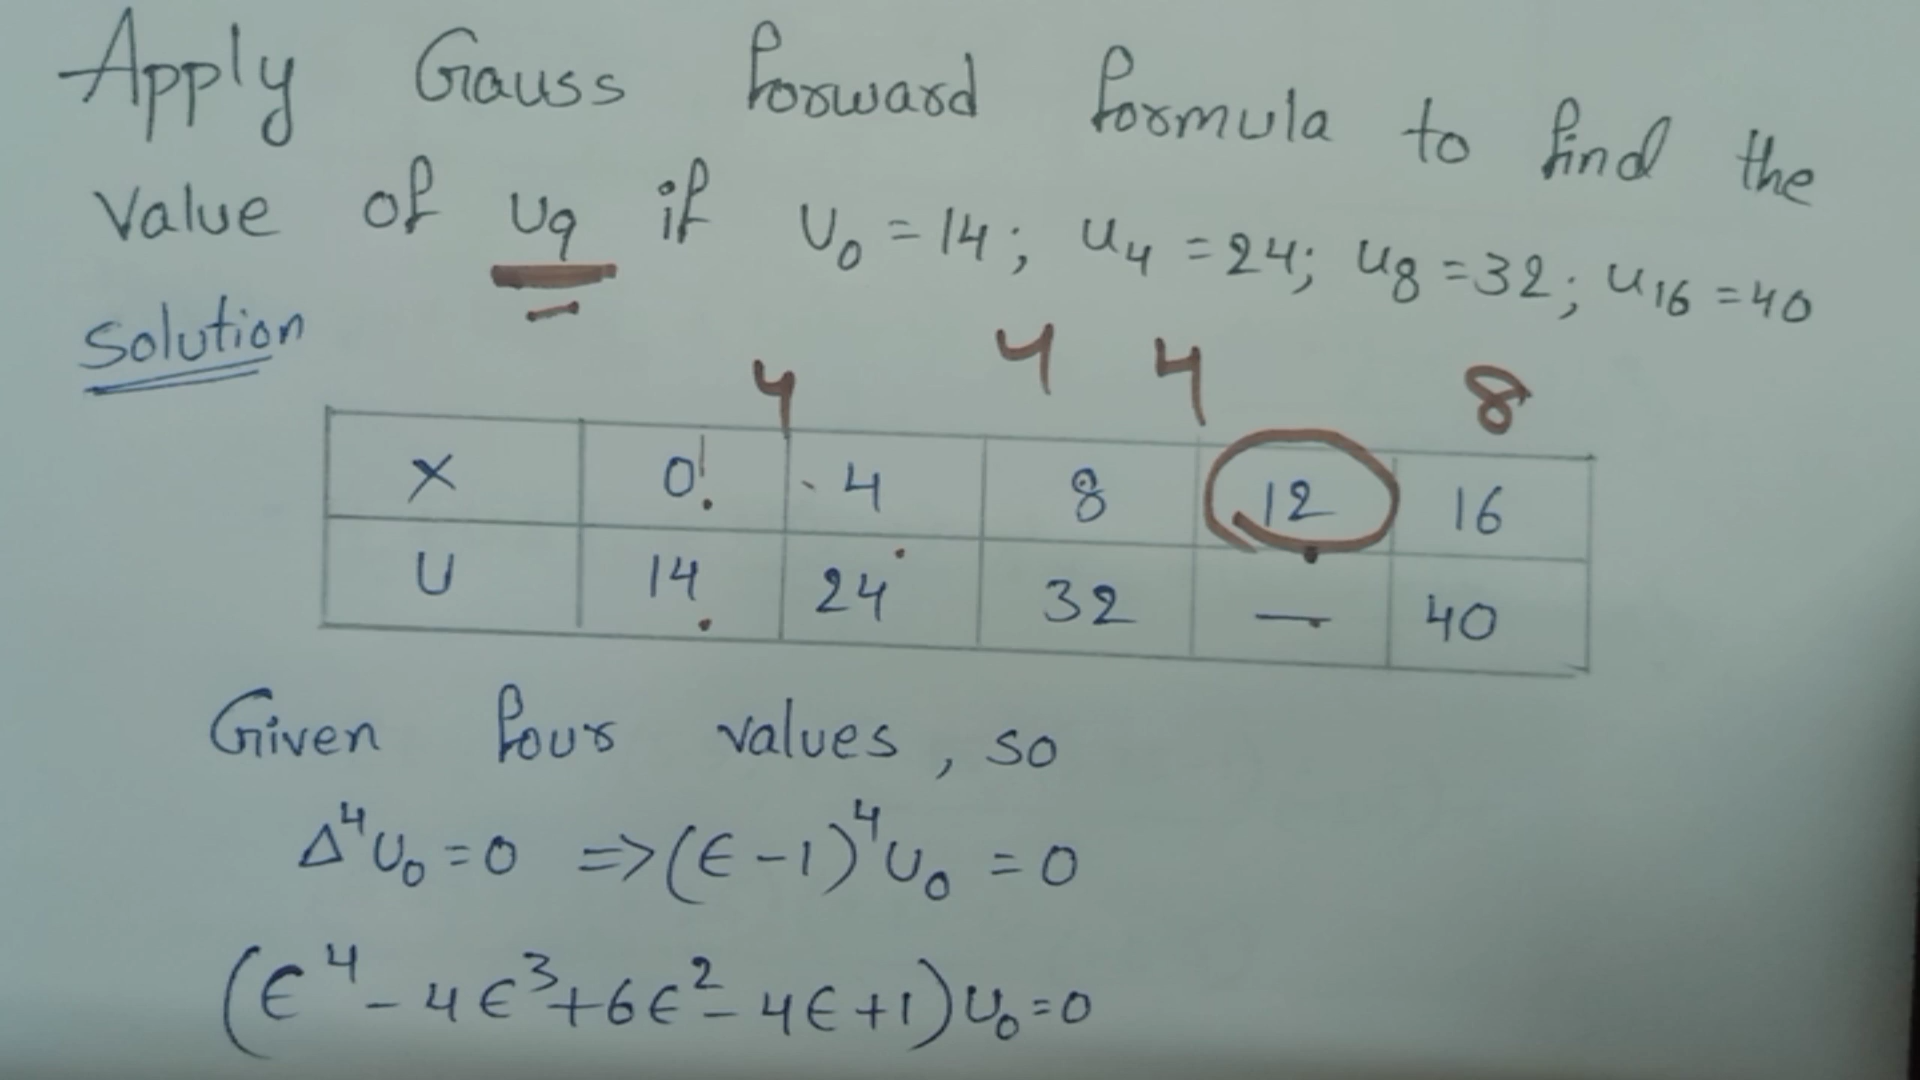 Apply Gauss forward formula to find the
value of u₉ if U₀ = 14; u₄ = 24; u₈ = 32; u₁₆ = 40
Solution
4 4 4 8
X 0 4 8 12 16
U 14 24 32 — 40
Given four values, so
Δ⁴U₀ = 0 => (E - 1)⁴U₀ = 0
(E⁴ - 4E³ + 6E² - 4E + 1)U₀ = 0